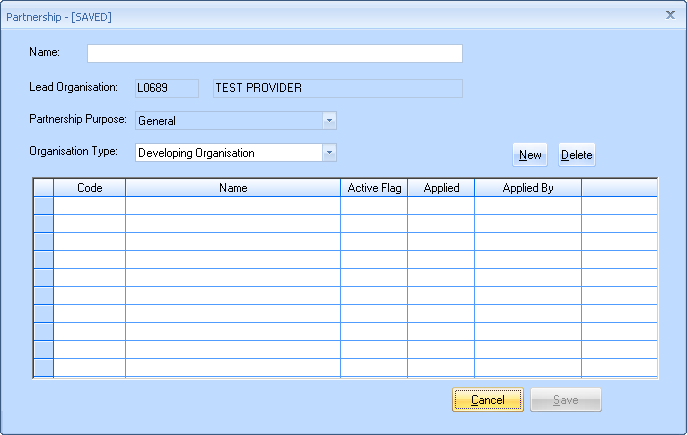 Partnership - [SAVED] X
Name:
Lead Organisation: L0689 TEST PROVIDER
Partnership Purpose: General
Organisation Type: Developing Organisation New Delete
Code Name Active Flag Applied Applied By
Cancel Save